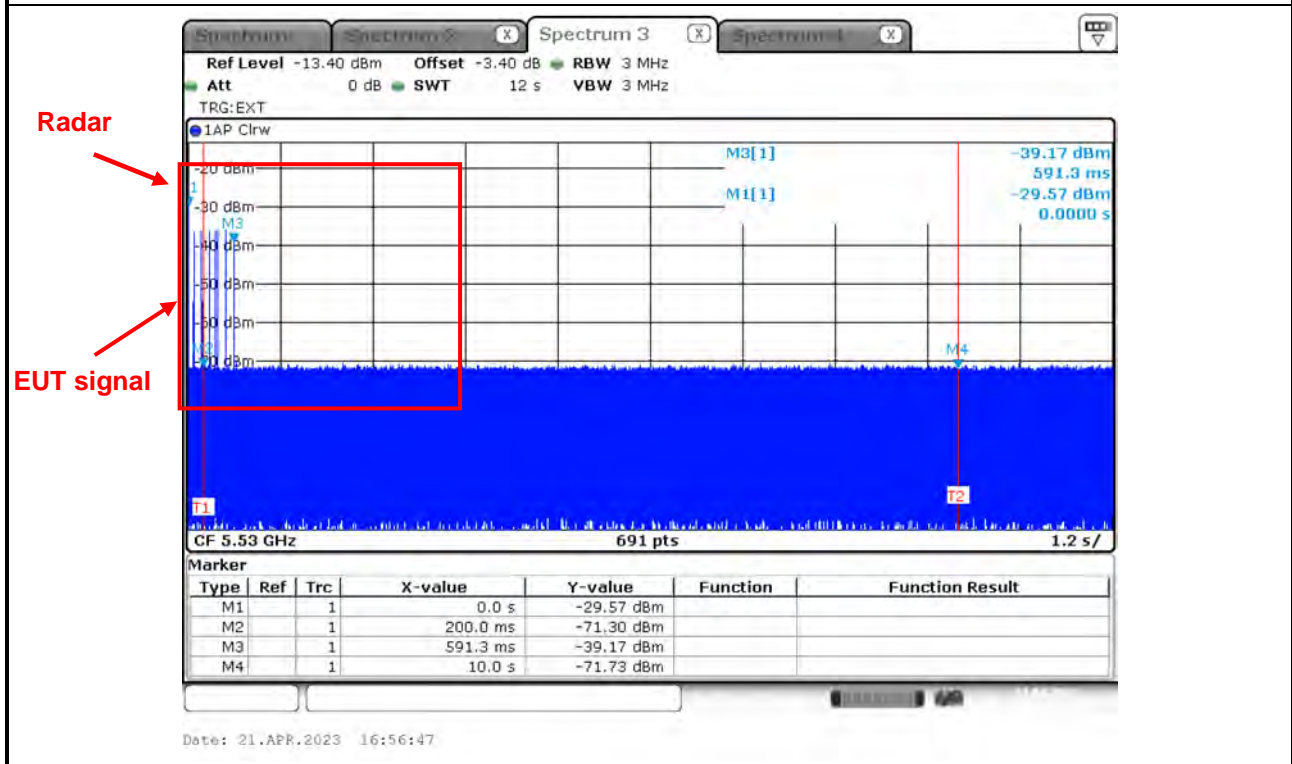 Spectrum 3
Ref Level -13.40 dBm Offset -3.40 dB RBW 3 MHz
Att 0 dB SWT 12 s VBW 3 MHz
TRG:EXT
Radar
1AP Clrw
M3[1] -39.17 dBm
-20 dBm
591.3 ms
1
M1[1] -29.57 dBm
-30 dBm
0.0000 s
M3
-40 dBm
-50 dBm
-60 dBm
M2
M4
-70 dBm
EUT signal
T1
T2
CF 5.53 GHz 691 pts 1.2 s/
Marker
Type Ref Trc X-value Y-value Function Function Result
M1 1 0.0 s -29.57 dBm
M2 1 200.0 ms -71.30 dBm
M3 1 591.3 ms -39.17 dBm
M4 1 10.0 s -71.73 dBm
Date: 21.APR.2023 16:56:47